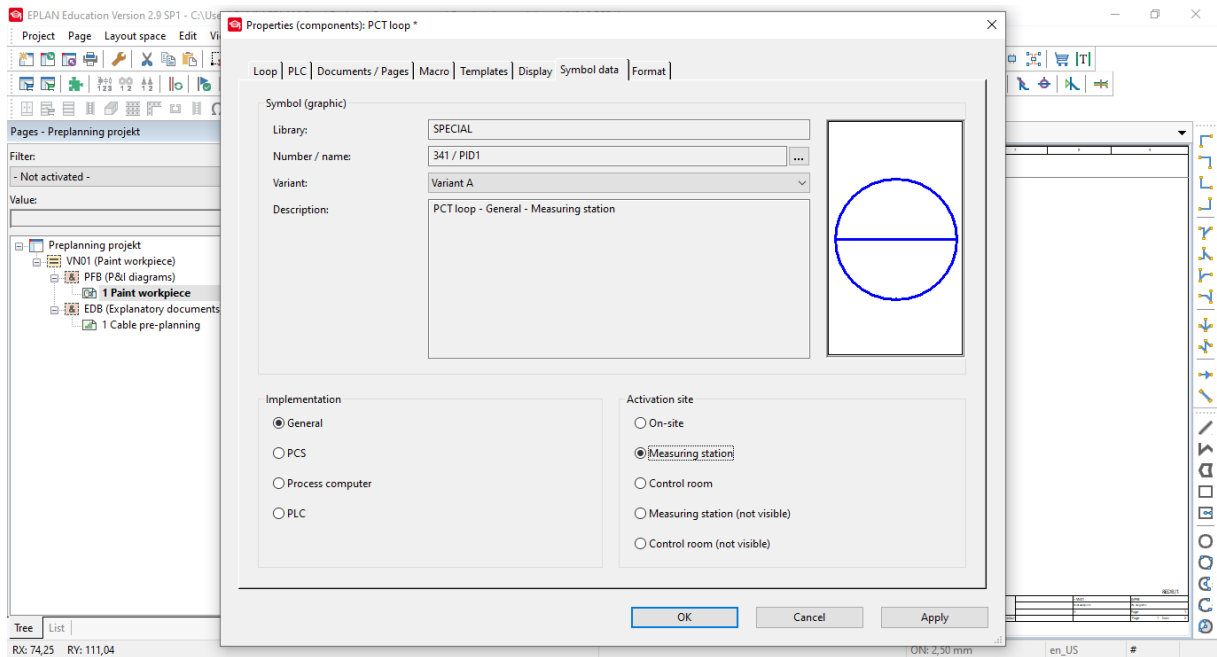 EPLAN Education Version 2.9 SP1 - C:\Use
Properties (components): PCT loop *
Project Page Layout space Edit Vi
Loop PLC Documents / Pages Macro Templates Display Symbol data Format
Pages - Preplanning projekt
Filter:
- Not activated -
Value:
Preplanning projekt
VN01 (Paint workpiece)
PFB (P&I diagrams)
1 Paint workpiece
EDB (Explanatory documents
1 Cable pre-planning
Tree List
Symbol (graphic)
Library: SPECIAL
Number / name: 341 / PID1 ...
Variant: Variant A
Description: PCT loop - General - Measuring station
Implementation
General
PCS
Process computer
PLC
Activation site
On-site
Measuring station
Control room
Measuring station (not visible)
Control room (not visible)
OK Cancel Apply
RX: 74,25 RY: 111,04 ON: 2,50 mm en_US #